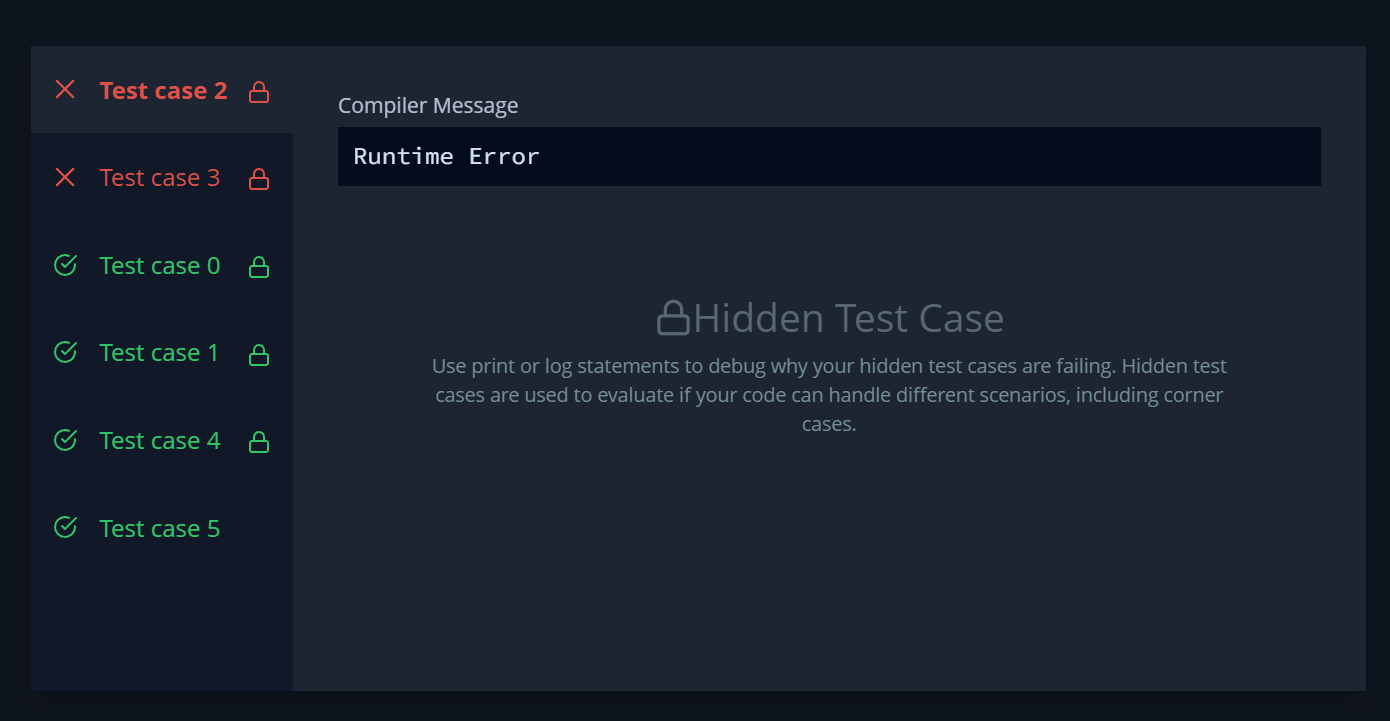 Test case 2
Test case 3
Test case 0
Test case 1
Test case 4
Test case 5
Compiler Message
Runtime Error
Hidden Test Case
Use print or log statements to debug why your hidden test cases are failing. Hidden test
cases are used to evaluate if your code can handle different scenarios, including corner
cases.